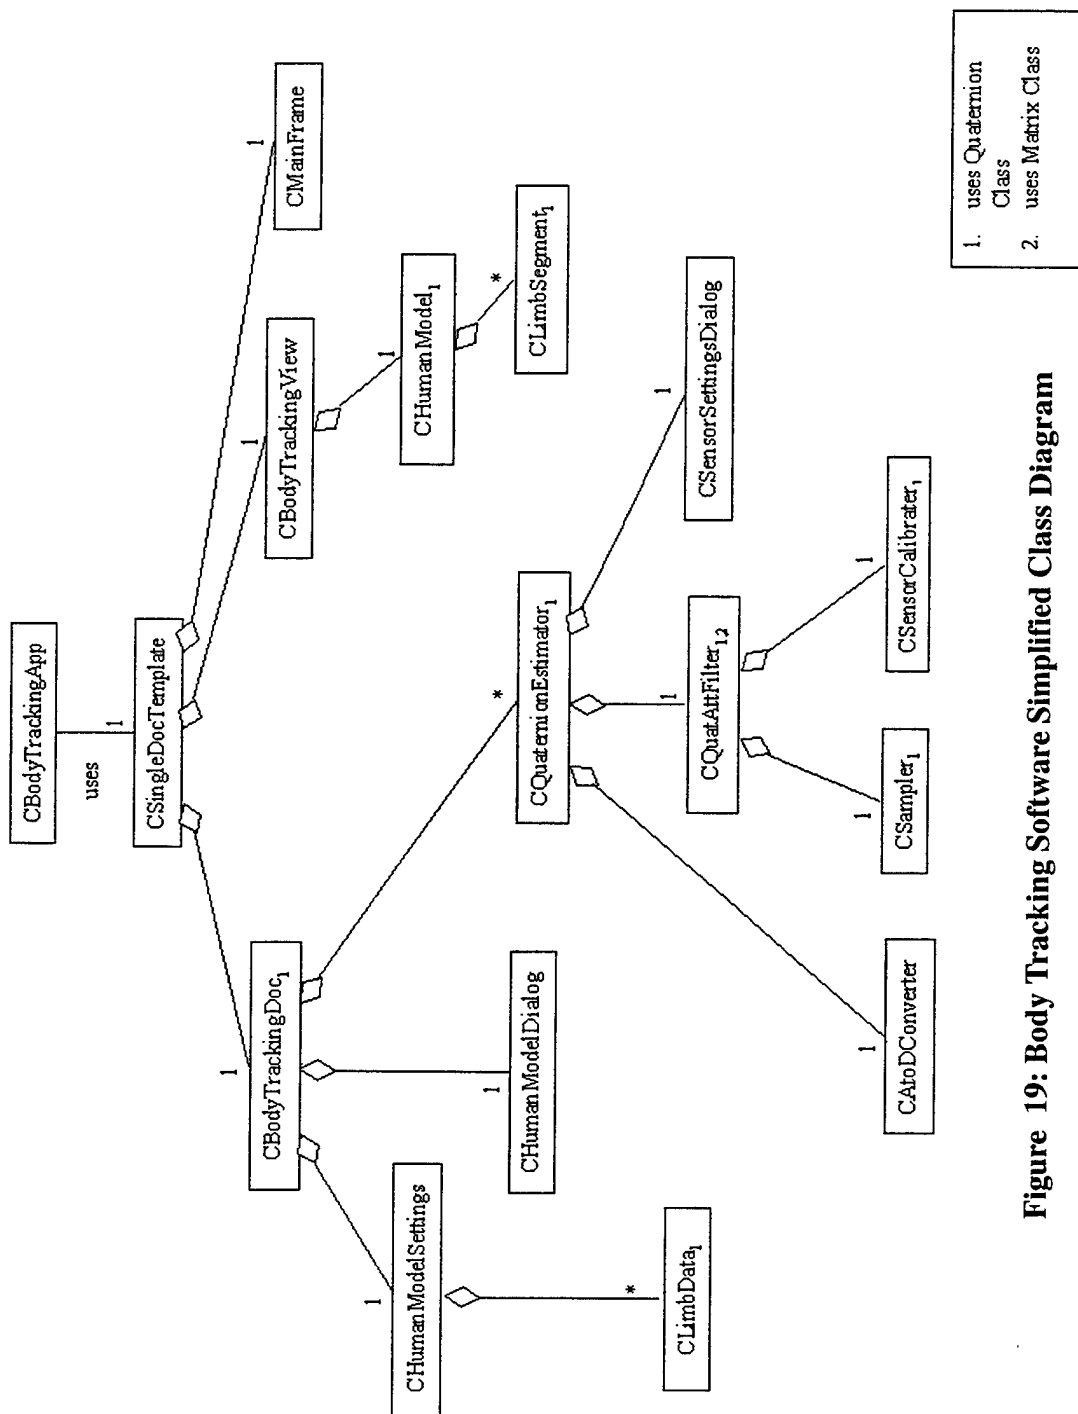 CBodyTrackingApp
uses
1
CSingleDocTemplate
1
1
1
CBodyTrackingDoc1
CBodyTrackingView
CMainFrame
1
1
*
1
CHumanModelSettings
CHumanModelDialog
CQuaternionEstimator1
CHumanModel1
*
1
1
*
CLimbData1
CQuatAttFilter1,2
CSensorSettingsDialog
CLimbSegment1
1
1
1
CAtoDConverter
CSampler1
CSensorCalibrater1
1. uses Quaternion
Class
2. uses Matrix Class
Figure 19: Body Tracking Software Simplified Class Diagram